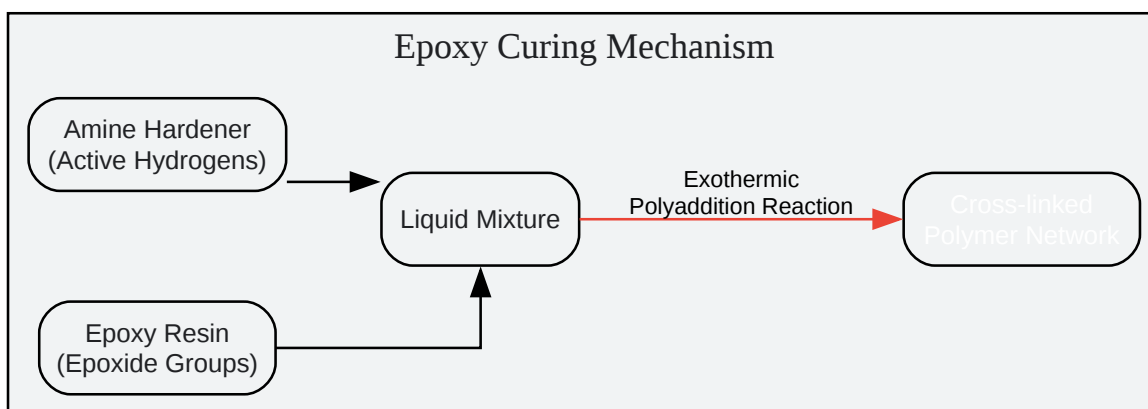 Epoxy Curing Mechanism
Amine Hardener
(Active Hydrogens)
Liquid Mixture
Exothermic
Polyaddition Reaction
Cross-linked
Polymer Network
Epoxy Resin
(Epoxide Groups)